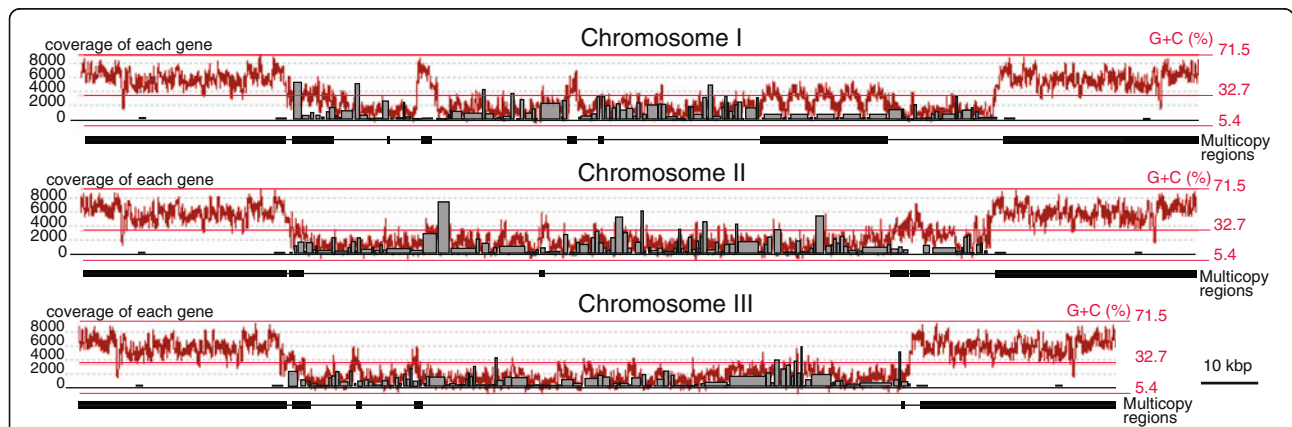 Chromosome I
coverage of each gene
G+C (%)
8000
6000
4000
2000
0
71.5
32.7
5.4
Multicopy
regions
Chromosome II
coverage of each gene
G+C (%)
8000
6000
4000
2000
0
71.5
32.7
5.4
Multicopy
regions
Chromosome III
coverage of each gene
G+C (%)
8000
6000
4000
2000
0
71.5
32.7
5.4
10 kbp
Multicopy
regions